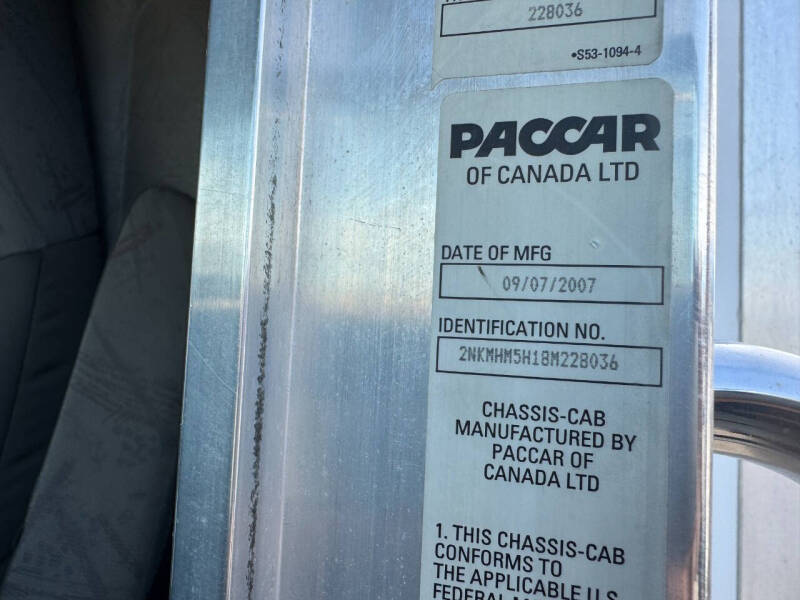 228036
•S53-1094-4
PACCAR
OF CANADA LTD
DATE OF MFG
09/07/2007
IDENTIFICATION NO.
2NKMHM5H18M228036
CHASSIS-CAB
MANUFACTURED BY
PACCAR OF
CANADA LTD
1. THIS CHASSIS-CAB
CONFORMS TO
THE APPLICABLE U.S.
FEDERAL